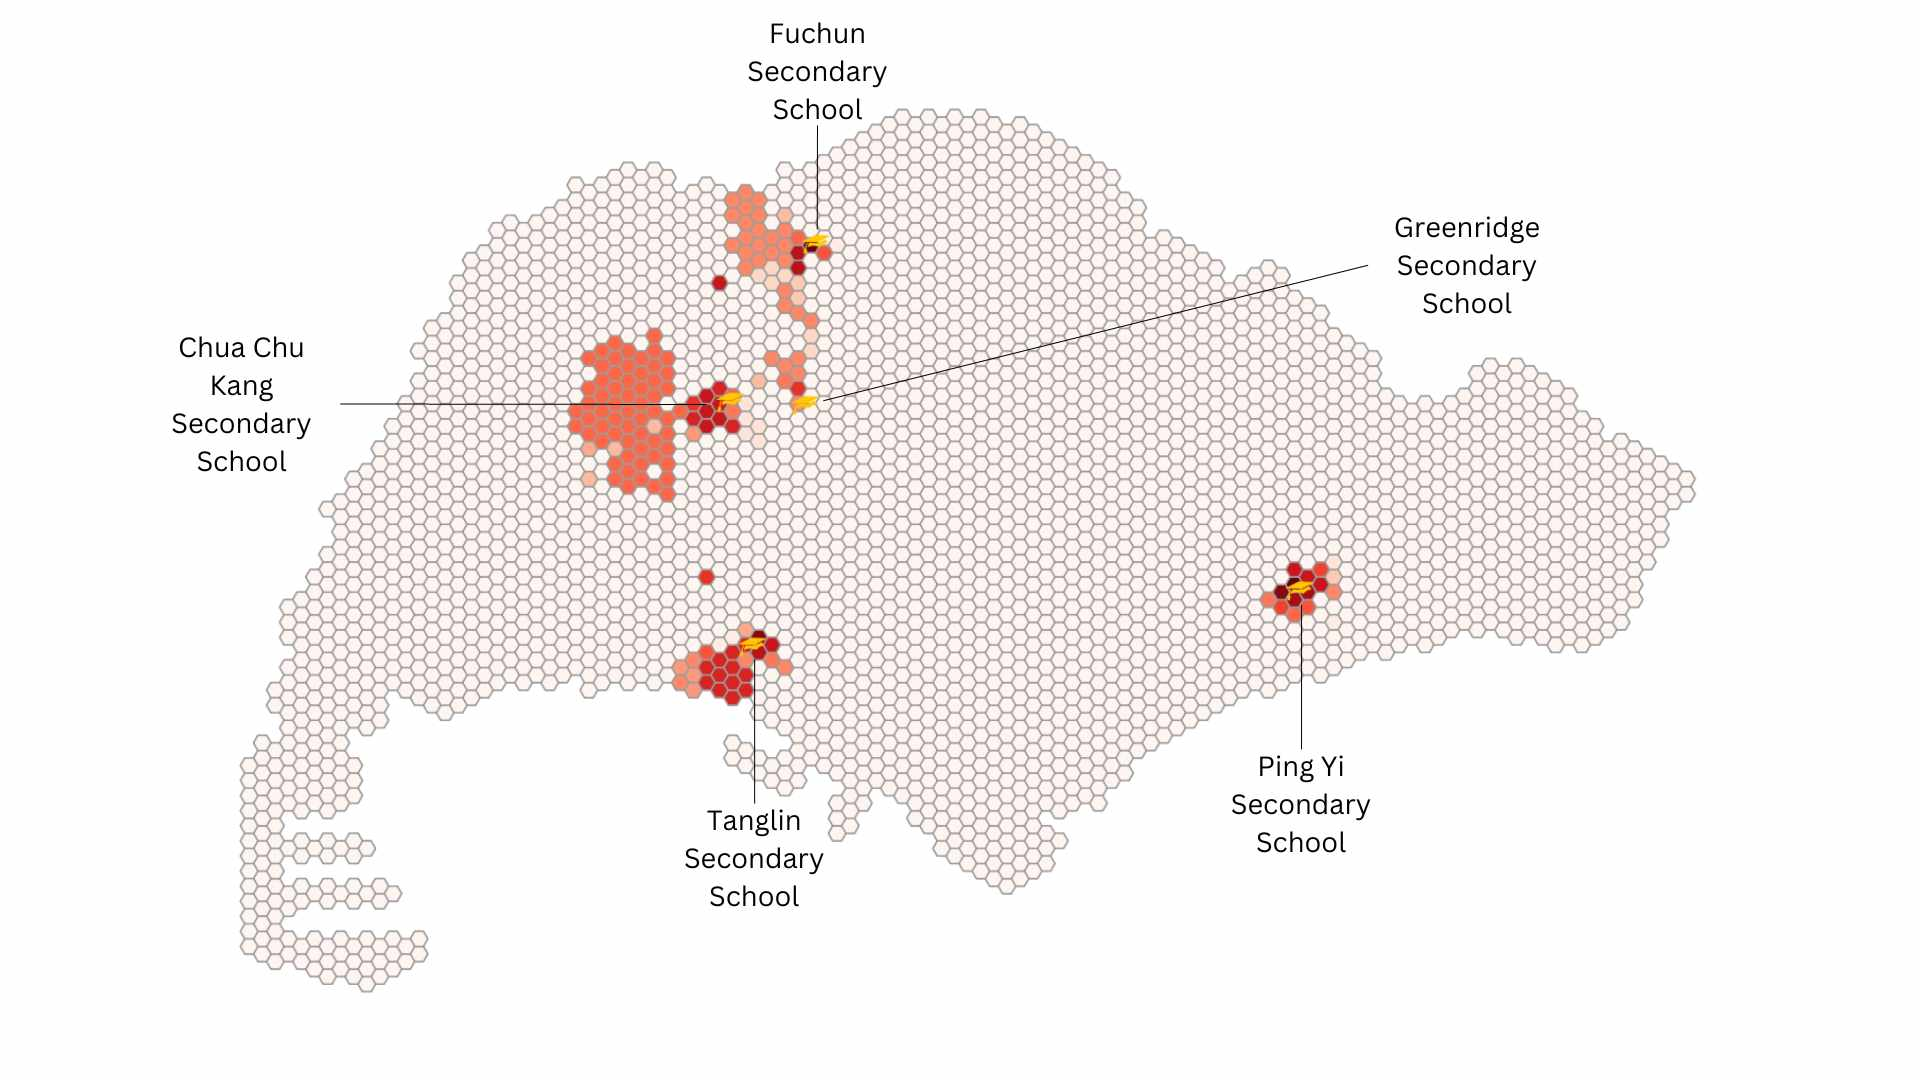 Fuchun
Secondary
School
Greenridge
Secondary
School
Chua Chu
Kang
Secondary
School
Ping Yi
Secondary
School
Tanglin
Secondary
School